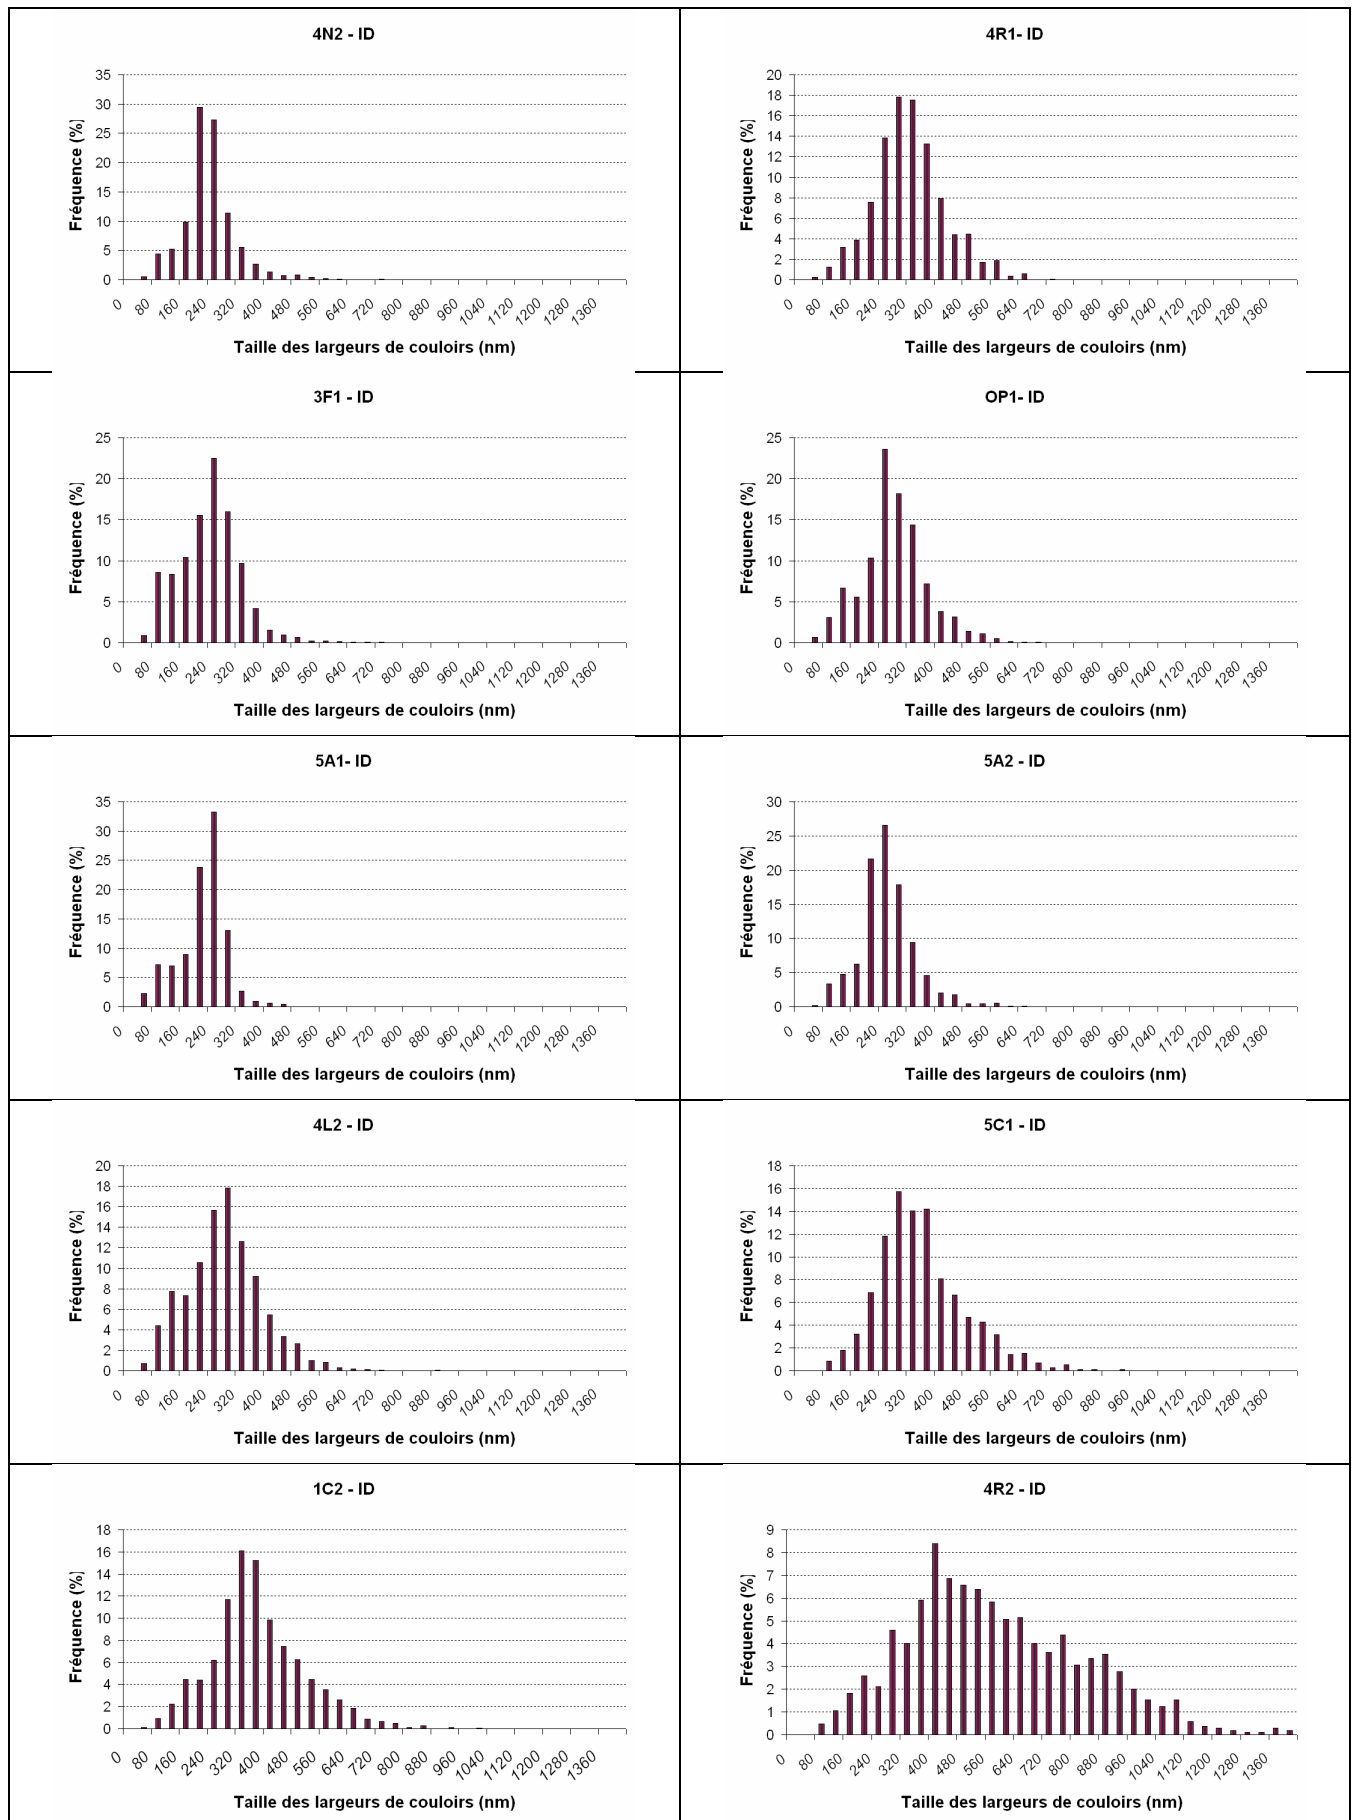 4N2 - ID
Fréquence (%)
35
30
25
20
15
10
5
0
0 80 160 240 320 400 480 560 640 720 800 880 960 1040 1120 1200 1280 1360
Taille des largeurs de couloirs (nm)
4R1- ID
Fréquence (%)
20
18
16
14
12
10
8
6
4
2
0
0 80 160 240 320 400 480 560 640 720 800 880 960 1040 1120 1200 1280 1360
Taille des largeurs de couloirs (nm)
3F1 - ID
Fréquence (%)
25
20
15
10
5
0
0 80 160 240 320 400 480 560 640 720 800 880 960 1040 1120 1200 1280 1360
Taille des largeurs de couloirs (nm)
OP1- ID
Fréquence (%)
25
20
15
10
5
0
0 80 160 240 320 400 480 560 640 720 800 880 960 1040 1120 1200 1280 1360
Taille des largeurs de couloirs (nm)
5A1- ID
Fréquence (%)
35
30
25
20
15
10
5
0
0 80 160 240 320 400 480 560 640 720 800 880 960 1040 1120 1200 1280 1360
Taille des largeurs de couloirs (nm)
5A2 - ID
Fréquence (%)
30
25
20
15
10
5
0
0 80 160 240 320 400 480 560 640 720 800 880 960 1040 1120 1200 1280 1360
Taille des largeurs de couloirs (nm)
4L2 - ID
Fréquence (%)
20
18
16
14
12
10
8
6
4
2
0
0 80 160 240 320 400 480 560 640 720 800 880 960 1040 1120 1200 1280 1360
Taille des largeurs de couloirs (nm)
5C1 - ID
Fréquence (%)
18
16
14
12
10
8
6
4
2
0
0 80 160 240 320 400 480 560 640 720 800 880 960 1040 1120 1200 1280 1360
Taille des largeurs de couloirs (nm)
1C2 - ID
Fréquence (%)
18
16
14
12
10
8
6
4
2
0
0 80 160 240 320 400 480 560 640 720 800 880 960 1040 1120 1200 1280 1360
Taille des largeurs de couloirs (nm)
4R2 - ID
Fréquence (%)
9
8
7
6
5
4
3
2
1
0
0 80 160 240 320 400 480 560 640 720 800 880 960 1040 1120 1200 1280 1360
Taille des largeurs de couloirs (nm)